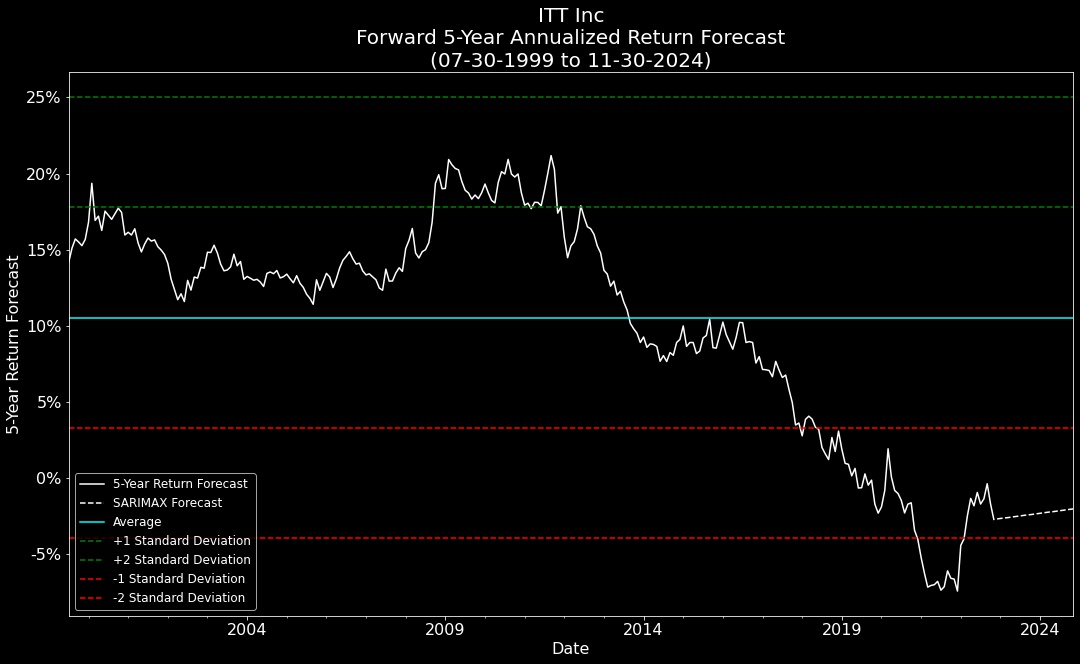 ITT Inc
Forward 5-Year Annualized Return Forecast
(07-30-1999 to 11-30-2024)
25%
20%
15%
10%
5%
0%
-5%
5-Year Return Forecast
5-Year Return Forecast
SARIMAX Forecast
Average
+1 Standard Deviation
+2 Standard Deviation
-1 Standard Deviation
-2 Standard Deviation
2004 2009 2014 2019 2024
Date